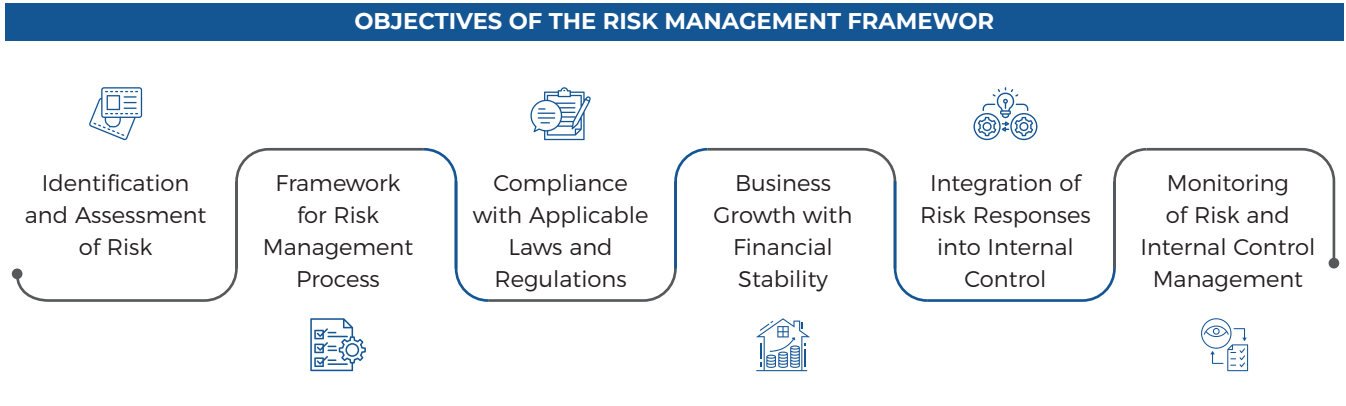 OBJECTIVES OF THE RISK MANAGEMENT FRAMEWOR
Identification
and Assessment
of Risk
Framework
for Risk
Management
Process
Compliance
with Applicable
Laws and
Regulations
Business
Growth with
Financial
Stability
Integration of
Risk Responses
into Internal
Control
Monitoring
of Risk and
Internal Control
Management